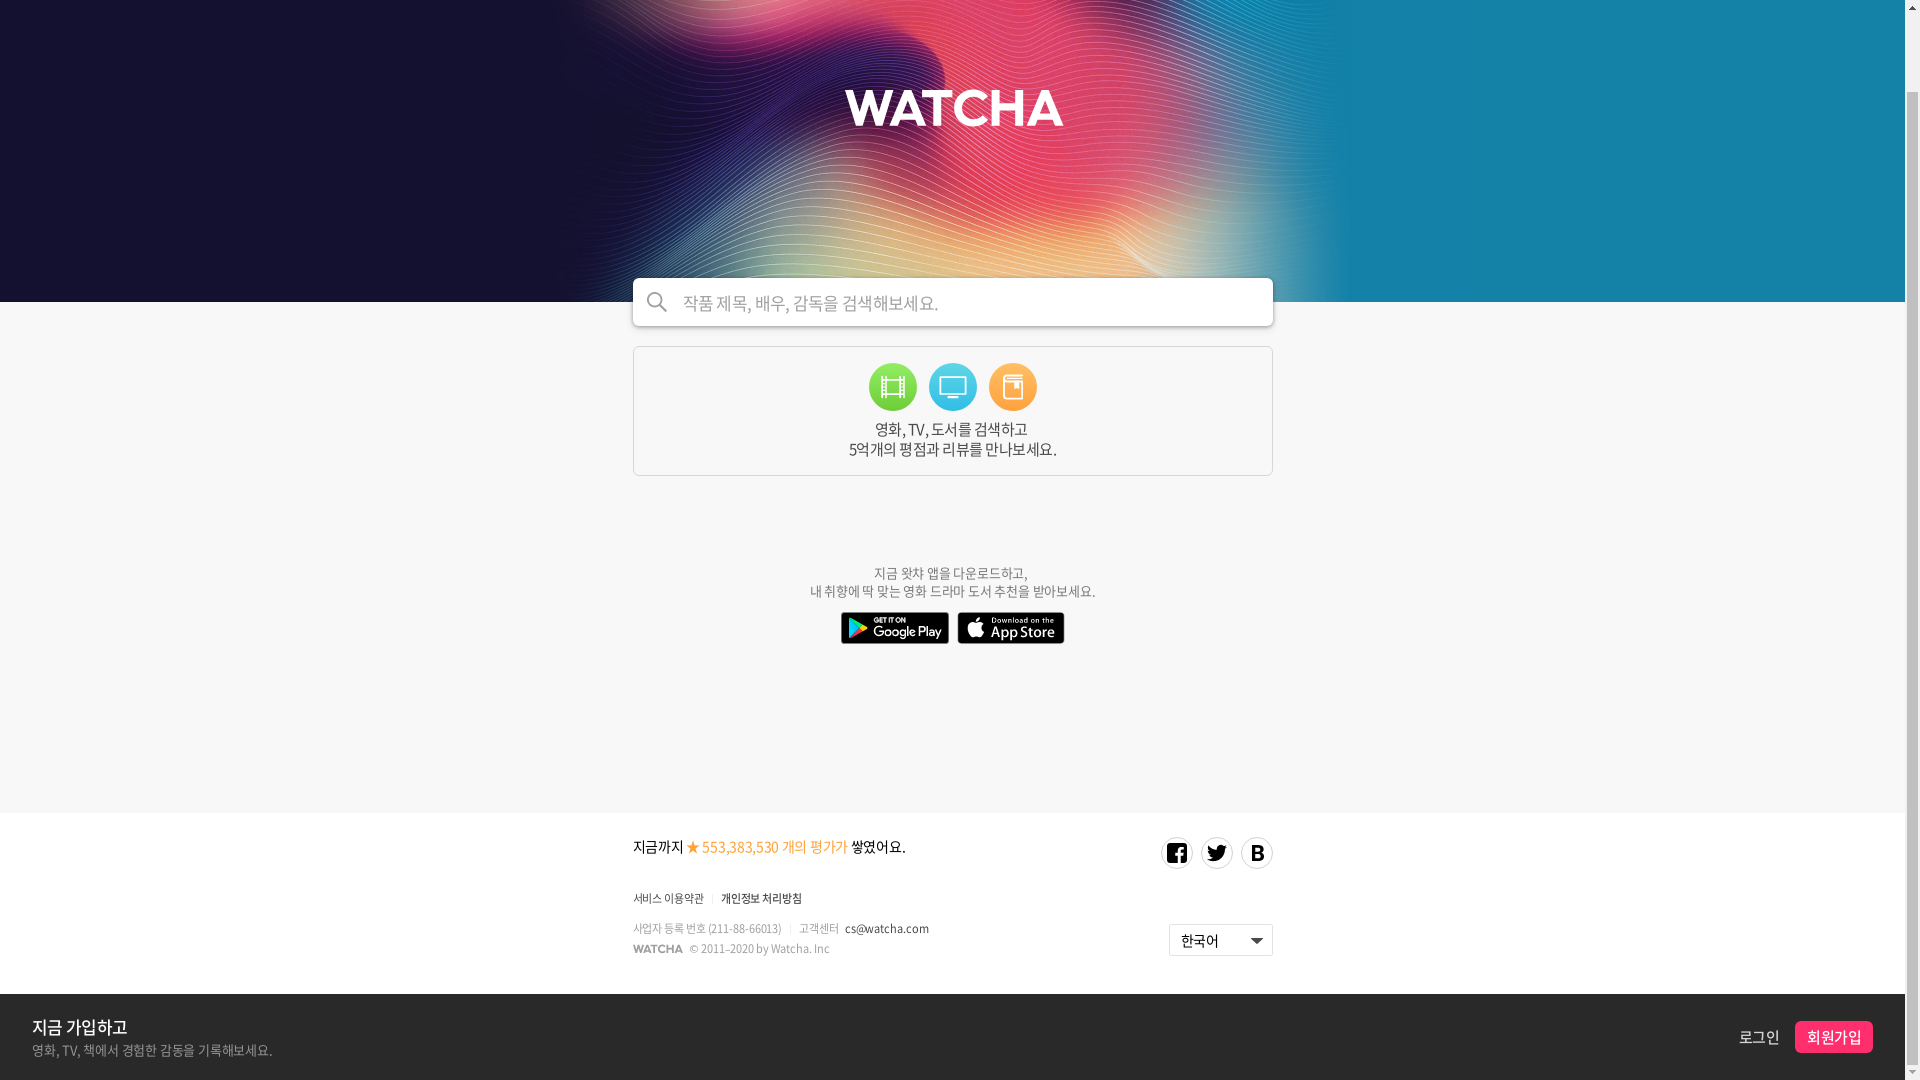 WATCHA
작품 제목, 배우, 감독을 검색해보세요.
영화, TV, 도서를 검색하고
5억개의 평점과 리뷰를 만나보세요.
지금 왓챠 앱을 다운로드하고,
내 취향에 딱 맞는 영화 드라마 도서 추천을 받아보세요.
GET IT ON
Google Play
Download on the
App Store
지금까지 ★ 553,383,530 개의 평가가 쌓였어요.
B
서비스 이용약관 | 개인정보 처리방침
사업자 등록 번호 (211-88-66013) | 고객센터 cs@watcha.com
WATCHA © 2011–2020 by Watcha. Inc
한국어
지금 가입하고
영화, TV, 책에서 경험한 감동을 기록해보세요.
로그인
회원가입